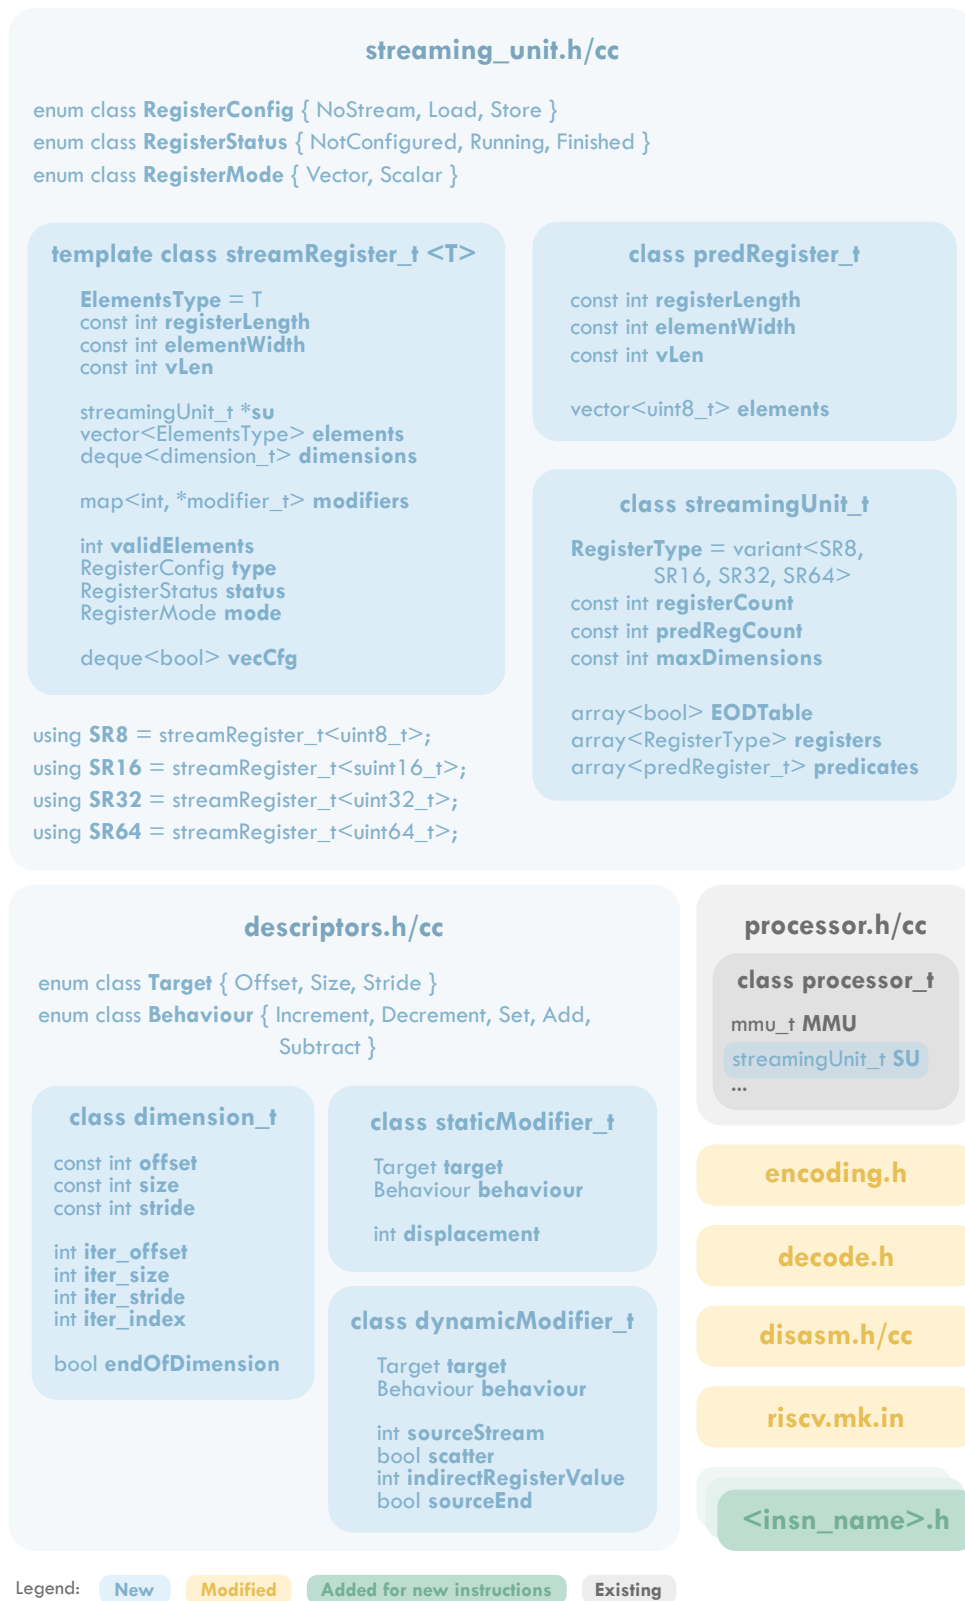 streaming_unit.h/cc
enum class RegisterConfig { NoStream, Load, Store }
enum class RegisterStatus { NotConfigured, Running, Finished }
enum class RegisterMode { Vector, Scalar }
template class streamRegister_t <T>
ElementsType = T
const int registerLength
const int elementWidth
const int vLen
streamingUnit_t *su
vector<ElementsType> elements
deque<dimension_t> dimensions
map<int, *modifier_t> modifiers
int validElements
RegisterConfig type
RegisterStatus status
RegisterMode mode
deque<bool> vecCfg
class predRegister_t
const int registerLength
const int elementWidth
const int vLen
vector<uint8_t> elements
class streamingUnit_t
RegisterType = variant<SR8,
SR16, SR32, SR64>
const int registerCount
const int predRegCount
const int maxDimensions
array<bool> EODTable
array<RegisterType> registers
array<predRegister_t> predicates
using SR8 = streamRegister_t<uint8_t>;
using SR16 = streamRegister_t<suint16_t>;
using SR32 = streamRegister_t<uint32_t>;
using SR64 = streamRegister_t<uint64_t>;
descriptors.h/cc
enum class Target { Offset, Size, Stride }
enum class Behaviour { Increment, Decrement, Set, Add,
Subtract }
class dimension_t
const int offset
const int size
const int stride
int iter_offset
int iter_size
int iter_stride
int iter_index
bool endOfDimension
class staticModifier_t
Target target
Behaviour behaviour
int displacement
class dynamicModifier_t
Target target
Behaviour behaviour
int sourceStream
bool scatter
int indirectRegisterValue
bool sourceEnd
processor.h/cc
class processor_t
mmu_t MMU
streamingUnit_t SU
...
encoding.h
decode.h
disasm.h/cc
riscv.mk.in
<insn_name>.h
Legend: New Modified Added for new instructions Existing